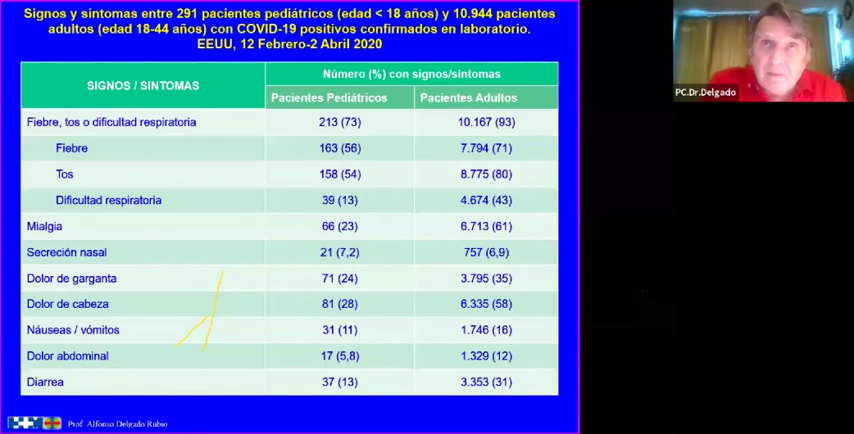 Signos y sintomas entre 291 pacientes pediátricos (edad < 18 años) y 10.944 pacientes
adultos (edad 18-44 años) con COVID-19 positivos confirmados en laboratorio.
EEUU, 12 Febrero-2 Abril 2020
SIGNOS / SINTOMAS
Número (%) con signos/sintomas
Pacientes Pediátricos Pacientes Adultos
Fiebre, tos o dificultad respiratoria 213 (73) 10.167 (93)
Fiebre 163 (56) 7.794 (71)
Tos 158 (54) 8.775 (80)
Dificultad respiratoria 39 (13) 4.674 (43)
Mialgia 66 (23) 6.713 (61)
Secreción nasal 21 (7,2) 757 (6,9)
Dolor de garganta 71 (24) 3.795 (35)
Dolor de cabeza 81 (28) 6.335 (58)
Náuseas / vómitos 31 (11) 1.746 (16)
Dolor abdominal 17 (5,8) 1.329 (12)
Diarrea 37 (13) 3.353 (31)
Prof. Alfonso Delgado Rubio
PC.Dr.Delgado